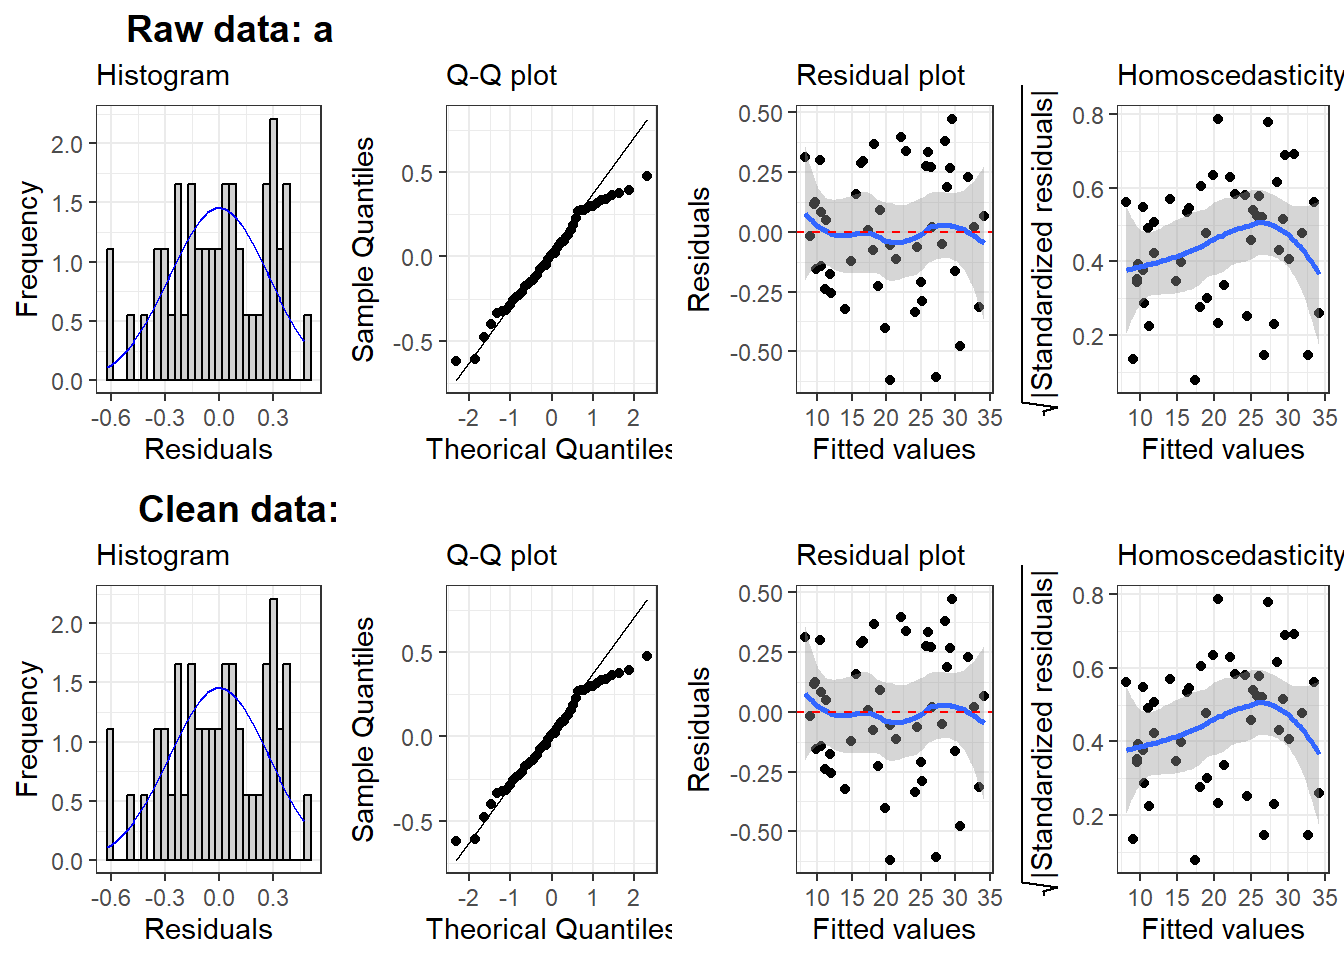 Raw data: a
Histogram
Q-Q plot
Residual plot
Homoscedasticity
Frequency
2.0
1.5
1.0
0.5
0.0
-0.6 -0.3 0.0 0.3
Residuals
Sample Quantiles
0.5
0.0
-0.5
-2 -1 0 1 2
Theorical Quantiles
Residuals
0.50
0.25
0.00
-0.25
-0.50
10 15 20 25 30 35
Fitted values
√|Standardized residuals|
0.8
0.6
0.4
0.2
10 15 20 25 30 35
Fitted values
Clean data:
Histogram
Q-Q plot
Residual plot
Homoscedasticity
Frequency
2.0
1.5
1.0
0.5
0.0
-0.6 -0.3 0.0 0.3
Residuals
Sample Quantiles
0.5
0.0
-0.5
-2 -1 0 1 2
Theorical Quantiles
Residuals
0.50
0.25
0.00
-0.25
-0.50
10 15 20 25 30 35
Fitted values
√|Standardized residuals|
0.8
0.6
0.4
0.2
10 15 20 25 30 35
Fitted values